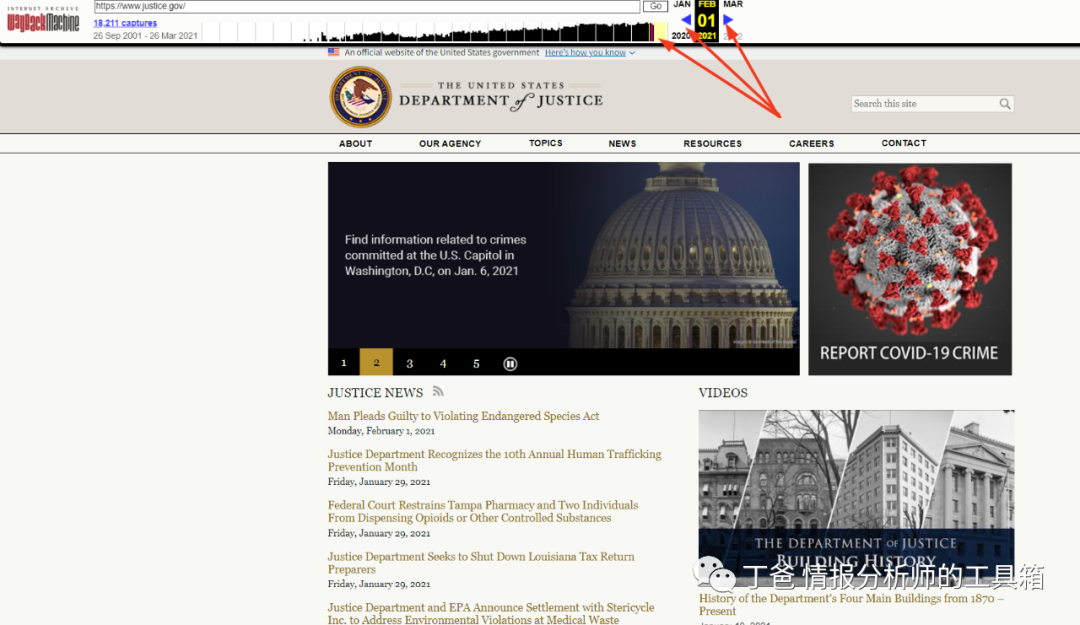 INTERNET ARCHIVE
WayBackMachine
https://www.justice.gov/
Go
JAN FEB MAR
18,211 captures
01
26 Sep 2001 - 26 Mar 2021
2020 2021
An official website of the United States government Here's how you know
THE UNITED STATES
DEPARTMENT of JUSTICE
Search this site
ABOUT OUR AGENCY TOPICS NEWS RESOURCES CAREERS CONTACT
Find information related to crimes
committed at the U.S. Capitol in
Washington, D.C, on Jan. 6, 2021
1 2 3 4 5
REPORT COVID-19 CRIME
JUSTICE NEWS
Man Pleads Guilty to Violating Endangered Species Act
Monday, February 1, 2021
Justice Department Recognizes the 10th Annual Human Trafficking
Prevention Month
Friday, January 29, 2021
Federal Court Restrains Tampa Pharmacy and Two Individuals
From Dispensing Opioids or Other Controlled Substances
Friday, January 29, 2021
Justice Department Seeks to Shut Down Louisiana Tax Return
Preparers
Friday, January 29, 2021
Justice Department and EPA Announce Settlement with Stericycle
Inc. to Address Environmental Violations at Medical Waste
VIDEOS
THE DEPARTMENT OF JUSTICE
BUILDING HISTORY
丁爸 情报分析师的工具箱
History of the Department's Four Main Buildings from 1870 –
Present